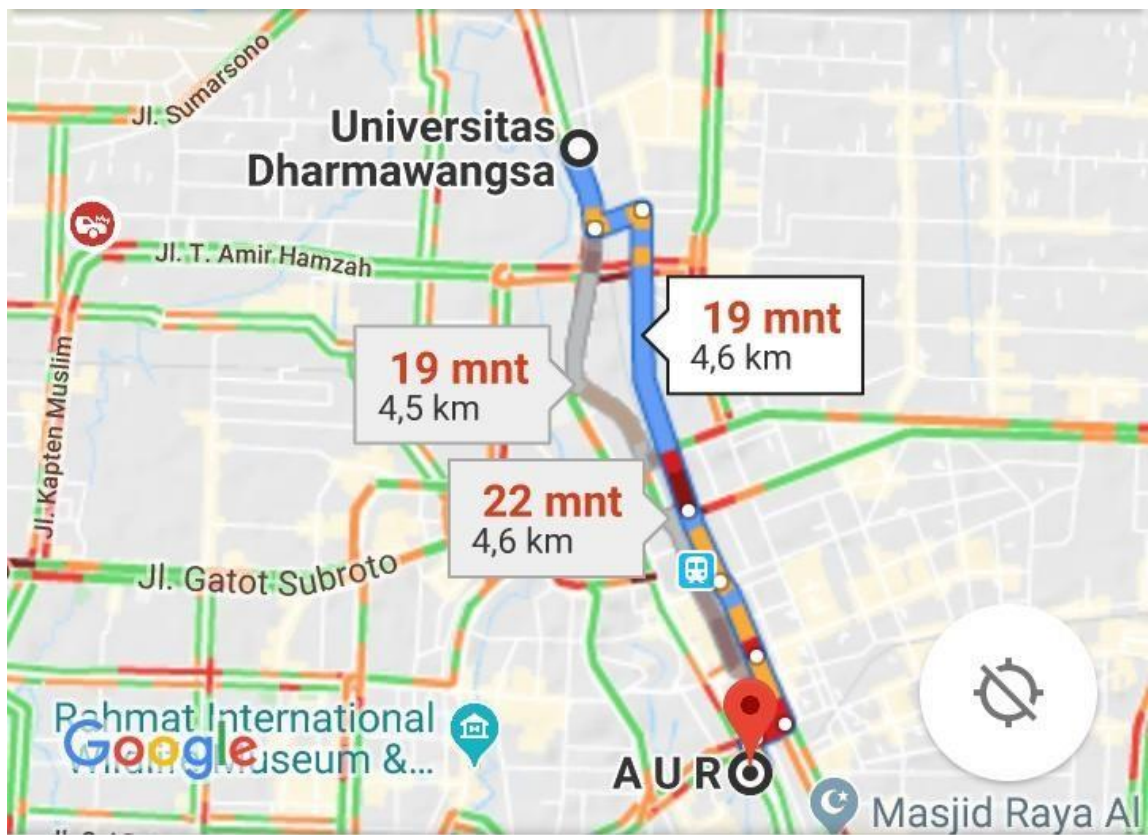 Jl. Sumarsono
Universitas
Dharmawangsa
Jl. T. Amir Hamzah
19 mnt
4,6 km
19 mnt
4,5 km
Jl. Kapten Muslim
22 mnt
4,6 km
Jl. Gatot Subroto
Rahmat International
Wildlife Museum &...
Google
A U R
Masjid Raya Al